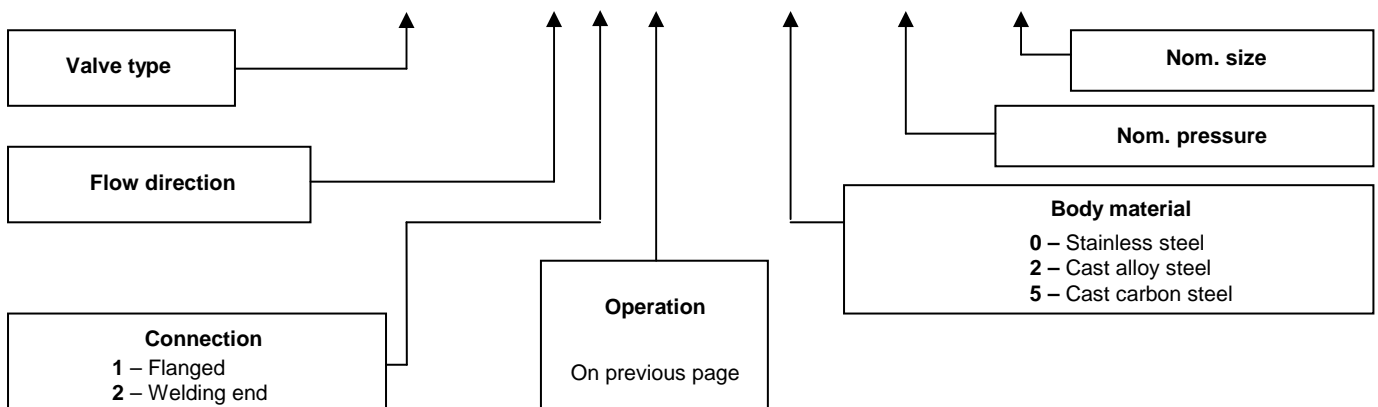 Valve type
Nom. size
Nom. pressure
Flow direction
Body material
0 – Stainless steel
2 – Cast alloy steel
5 – Cast carbon steel
Operation
On previous page
Connection
1 – Flanged
2 – Welding end